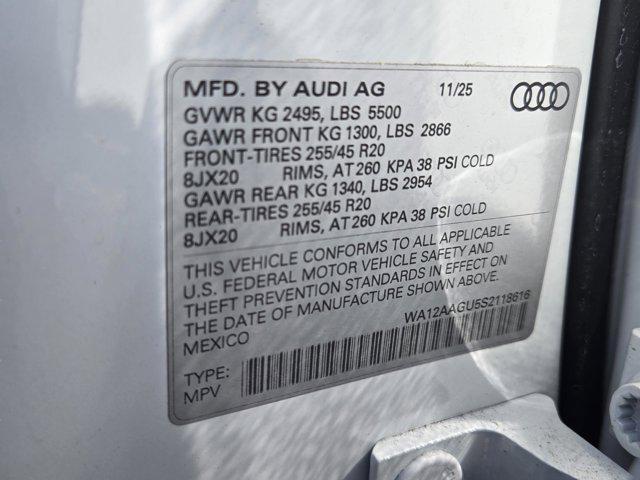 MFD. BY AUDI AG 11/25
GVWR KG 2495, LBS 5500
GAWR FRONT KG 1300, LBS 2866
FRONT-TIRES 255/45 R20
8JX20 RIMS, AT 260 KPA 38 PSI COLD
GAWR REAR KG 1340, LBS 2954
REAR-TIRES 255/45 R20
8JX20 RIMS, AT 260 KPA 38 PSI COLD
THIS VEHICLE CONFORMS TO ALL APPLICABLE
U.S. FEDERAL MOTOR VEHICLE SAFETY AND
THEFT PREVENTION STANDARDS IN EFFECT ON
THE DATE OF MANUFACTURE SHOWN ABOVE.
MEXICO WA12AAGU5S2118616
TYPE:
MPV